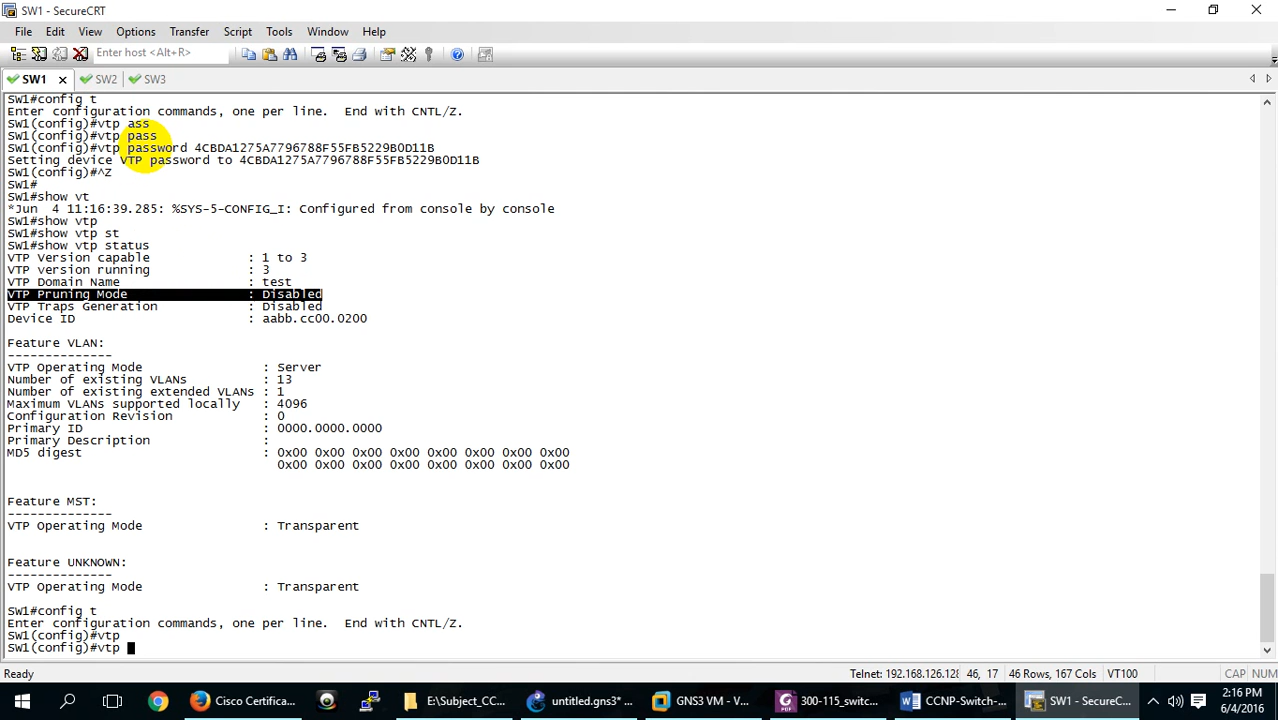 SW1 - SecureCRT
File Edit View Options Transfer Script Tools Window Help
Enter host <Alt+R>
SW1 SW2 SW3
SW1#config t
Enter configuration commands, one per line. End with CNTL/Z.
SW1(config)#vtp ass
SW1(config)#vtp pass
SW1(config)#vtp password 4CBDA1275A7796788F55FB5229B0D11B
Setting device VTP password to 4CBDA1275A7796788F55FB5229B0D11B
SW1(config)#^Z
SW1#
SW1#show vt
*Jun 4 11:16:39.285: %SYS-5-CONFIG_I: Configured from console by console
SW1#show vtp
SW1#show vtp st
SW1#show vtp status
VTP Version capable : 1 to 3
VTP version running : 3
VTP Domain Name : test
VTP Pruning Mode : Disabled
VTP Traps Generation : Disabled
Device ID : aabb.cc00.0200
Feature VLAN:
--------------
VTP Operating Mode : Server
Number of existing VLANs : 13
Number of existing extended VLANs : 1
Maximum VLANs supported locally : 4096
Configuration Revision : 0
Primary ID : 0000.0000.0000
Primary Description :
MD5 digest : 0x00 0x00 0x00 0x00 0x00 0x00 0x00 0x00
0x00 0x00 0x00 0x00 0x00 0x00 0x00 0x00
Feature MST:
--------------
VTP Operating Mode : Transparent
Feature UNKNOWN:
--------------
VTP Operating Mode : Transparent
SW1#config t
Enter configuration commands, one per line. End with CNTL/Z.
SW1(config)#vtp
SW1(config)#vtp
Ready Telnet: 192.168.126.128 46, 17 46 Rows, 167 Cols VT100 CAP NUM
Cisco Certifica... E:\Subject_CC... untitled.gns3* ... GNS3 VM - V... 300-115_switc... CCNP-Switch-... SW1 - SecureC... 2:16 PM
6/4/2016